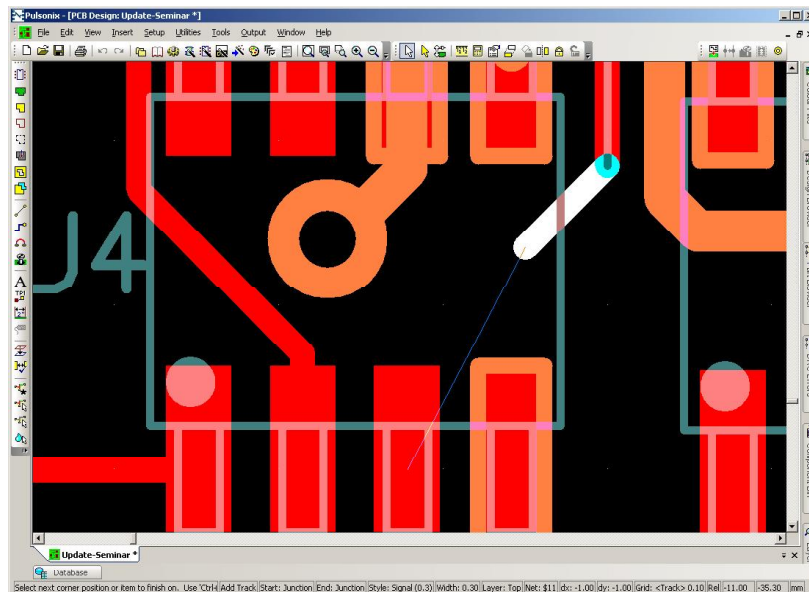 Pulsonix - [PCB Design: Update-Seminar *]
File Edit View Insert Setup Utilities Tools Output Window Help
U4
A
TP1
Update-Seminar *
Database
Select next corner position or item to finish on. Use 'Ctrl+ Add Track Start: Junction End: Junction Style: Signal (0.3) Width: 0.30 Layer: Top Net: $11 dx: -1.00 dy: -1.00 Grid: <Track> 0.10 Rel -11.00 -35.30 mm